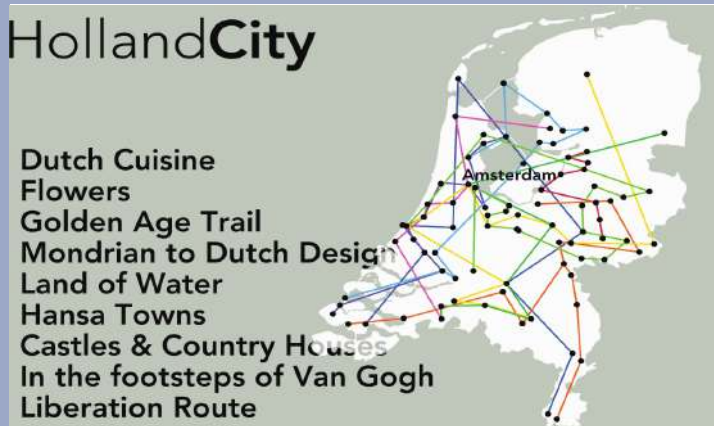 HollandCity
Dutch Cuisine
Flowers
Golden Age Trail
Mondrian to Dutch Design
Land of Water
Hansa Towns
Castles & Country Houses
In the footsteps of Van Gogh
Liberation Route
Amsterdam